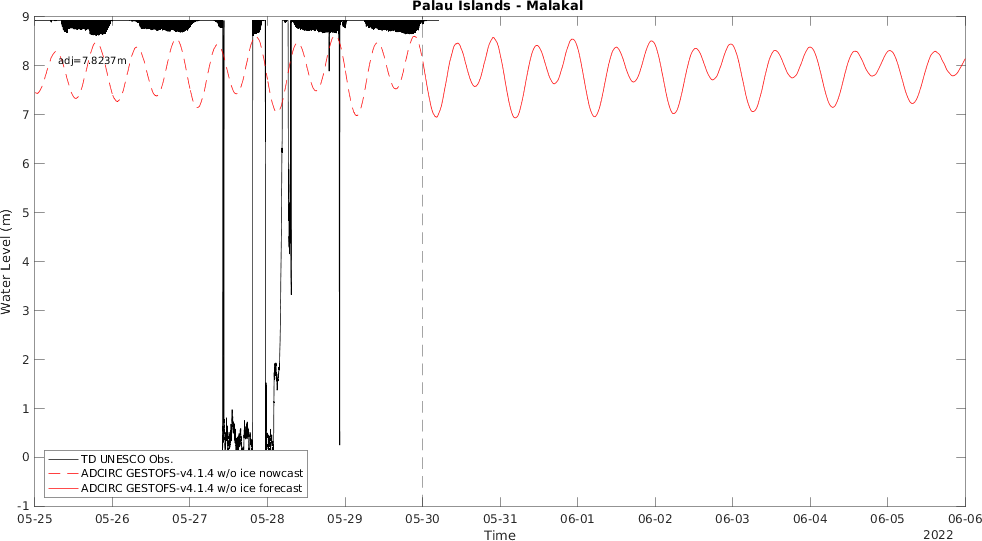 Palau Islands - Malakal
9
8
7
6
5
4
3
2
1
0
-1
Water Level (m)
adj=7.8237m
TD UNESCO Obs.
ADCIRC GESTOFS-v4.1.4 w/o ice nowcast
ADCIRC GESTOFS-v4.1.4 w/o ice forecast
05-25 05-26 05-27 05-28 05-29 05-30 05-31 06-01 06-02 06-03 06-04 06-05 06-06
Time
2022